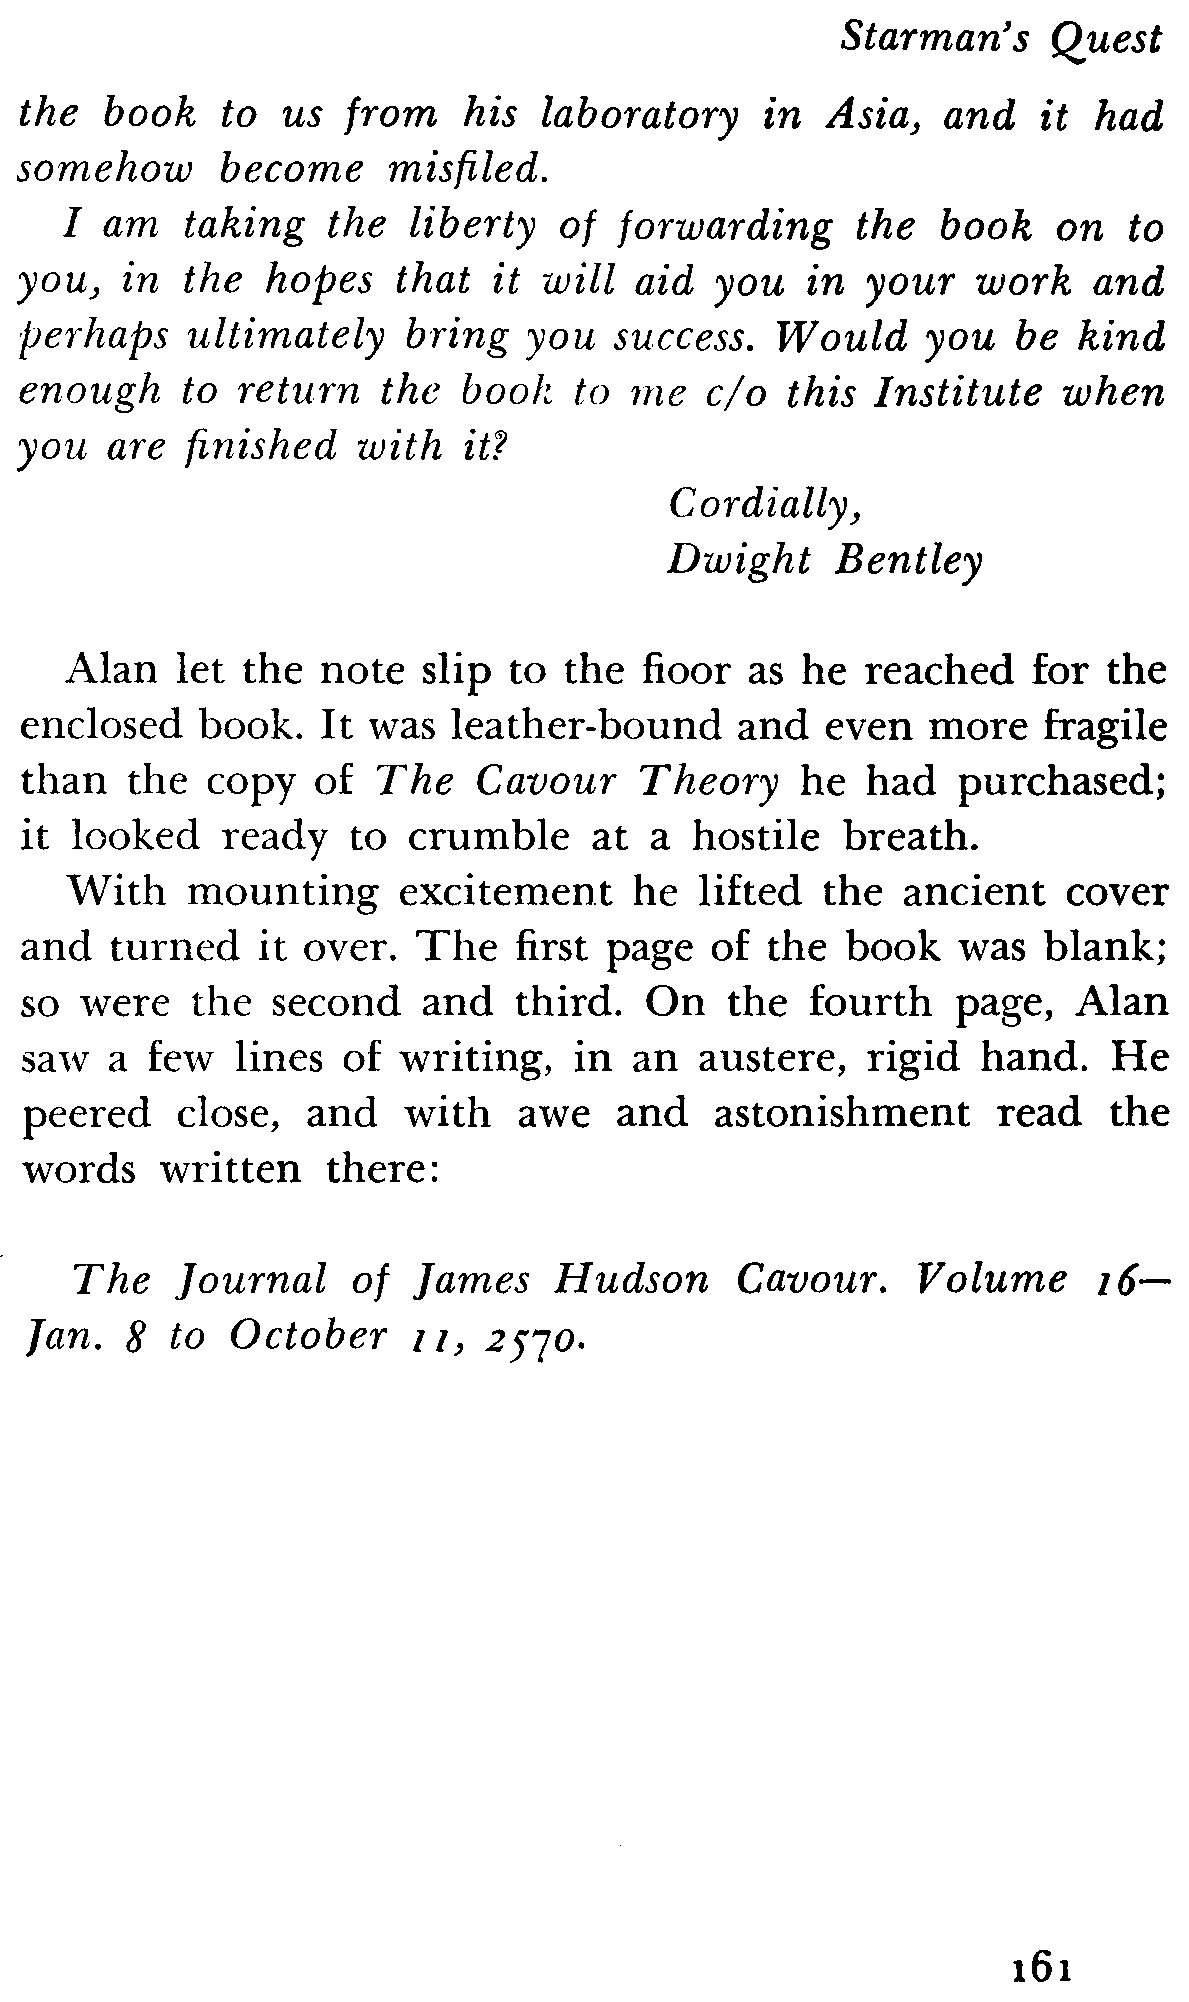 Starman's Quest
the book to us from his laboratory in Asia, and it had
somehow become misfiled.
I am taking the liberty of forwarding the book on to
you, in the hopes that it will aid you in your work and
perhaps ultimately bring you success. Would you be kind
enough to return the book to me c/o this Institute when
you are finished with it?
Cordially,
Dwight Bentley
Alan let the note slip to the floor as he reached for the
enclosed book. It was leather-bound and even more fragile
than the copy of The Cavour Theory he had purchased;
it looked ready to crumble at a hostile breath.
With mounting excitement he lifted the ancient cover
and turned it over. The first page of the book was blank;
so were the second and third. On the fourth page, Alan
saw a few lines of writing, in an austere, rigid hand. He
peered close, and with awe and astonishment read the
words written there:
The Journal of James Hudson Cavour. Volume 16—
Jan. 8 to October 11, 2570.
161